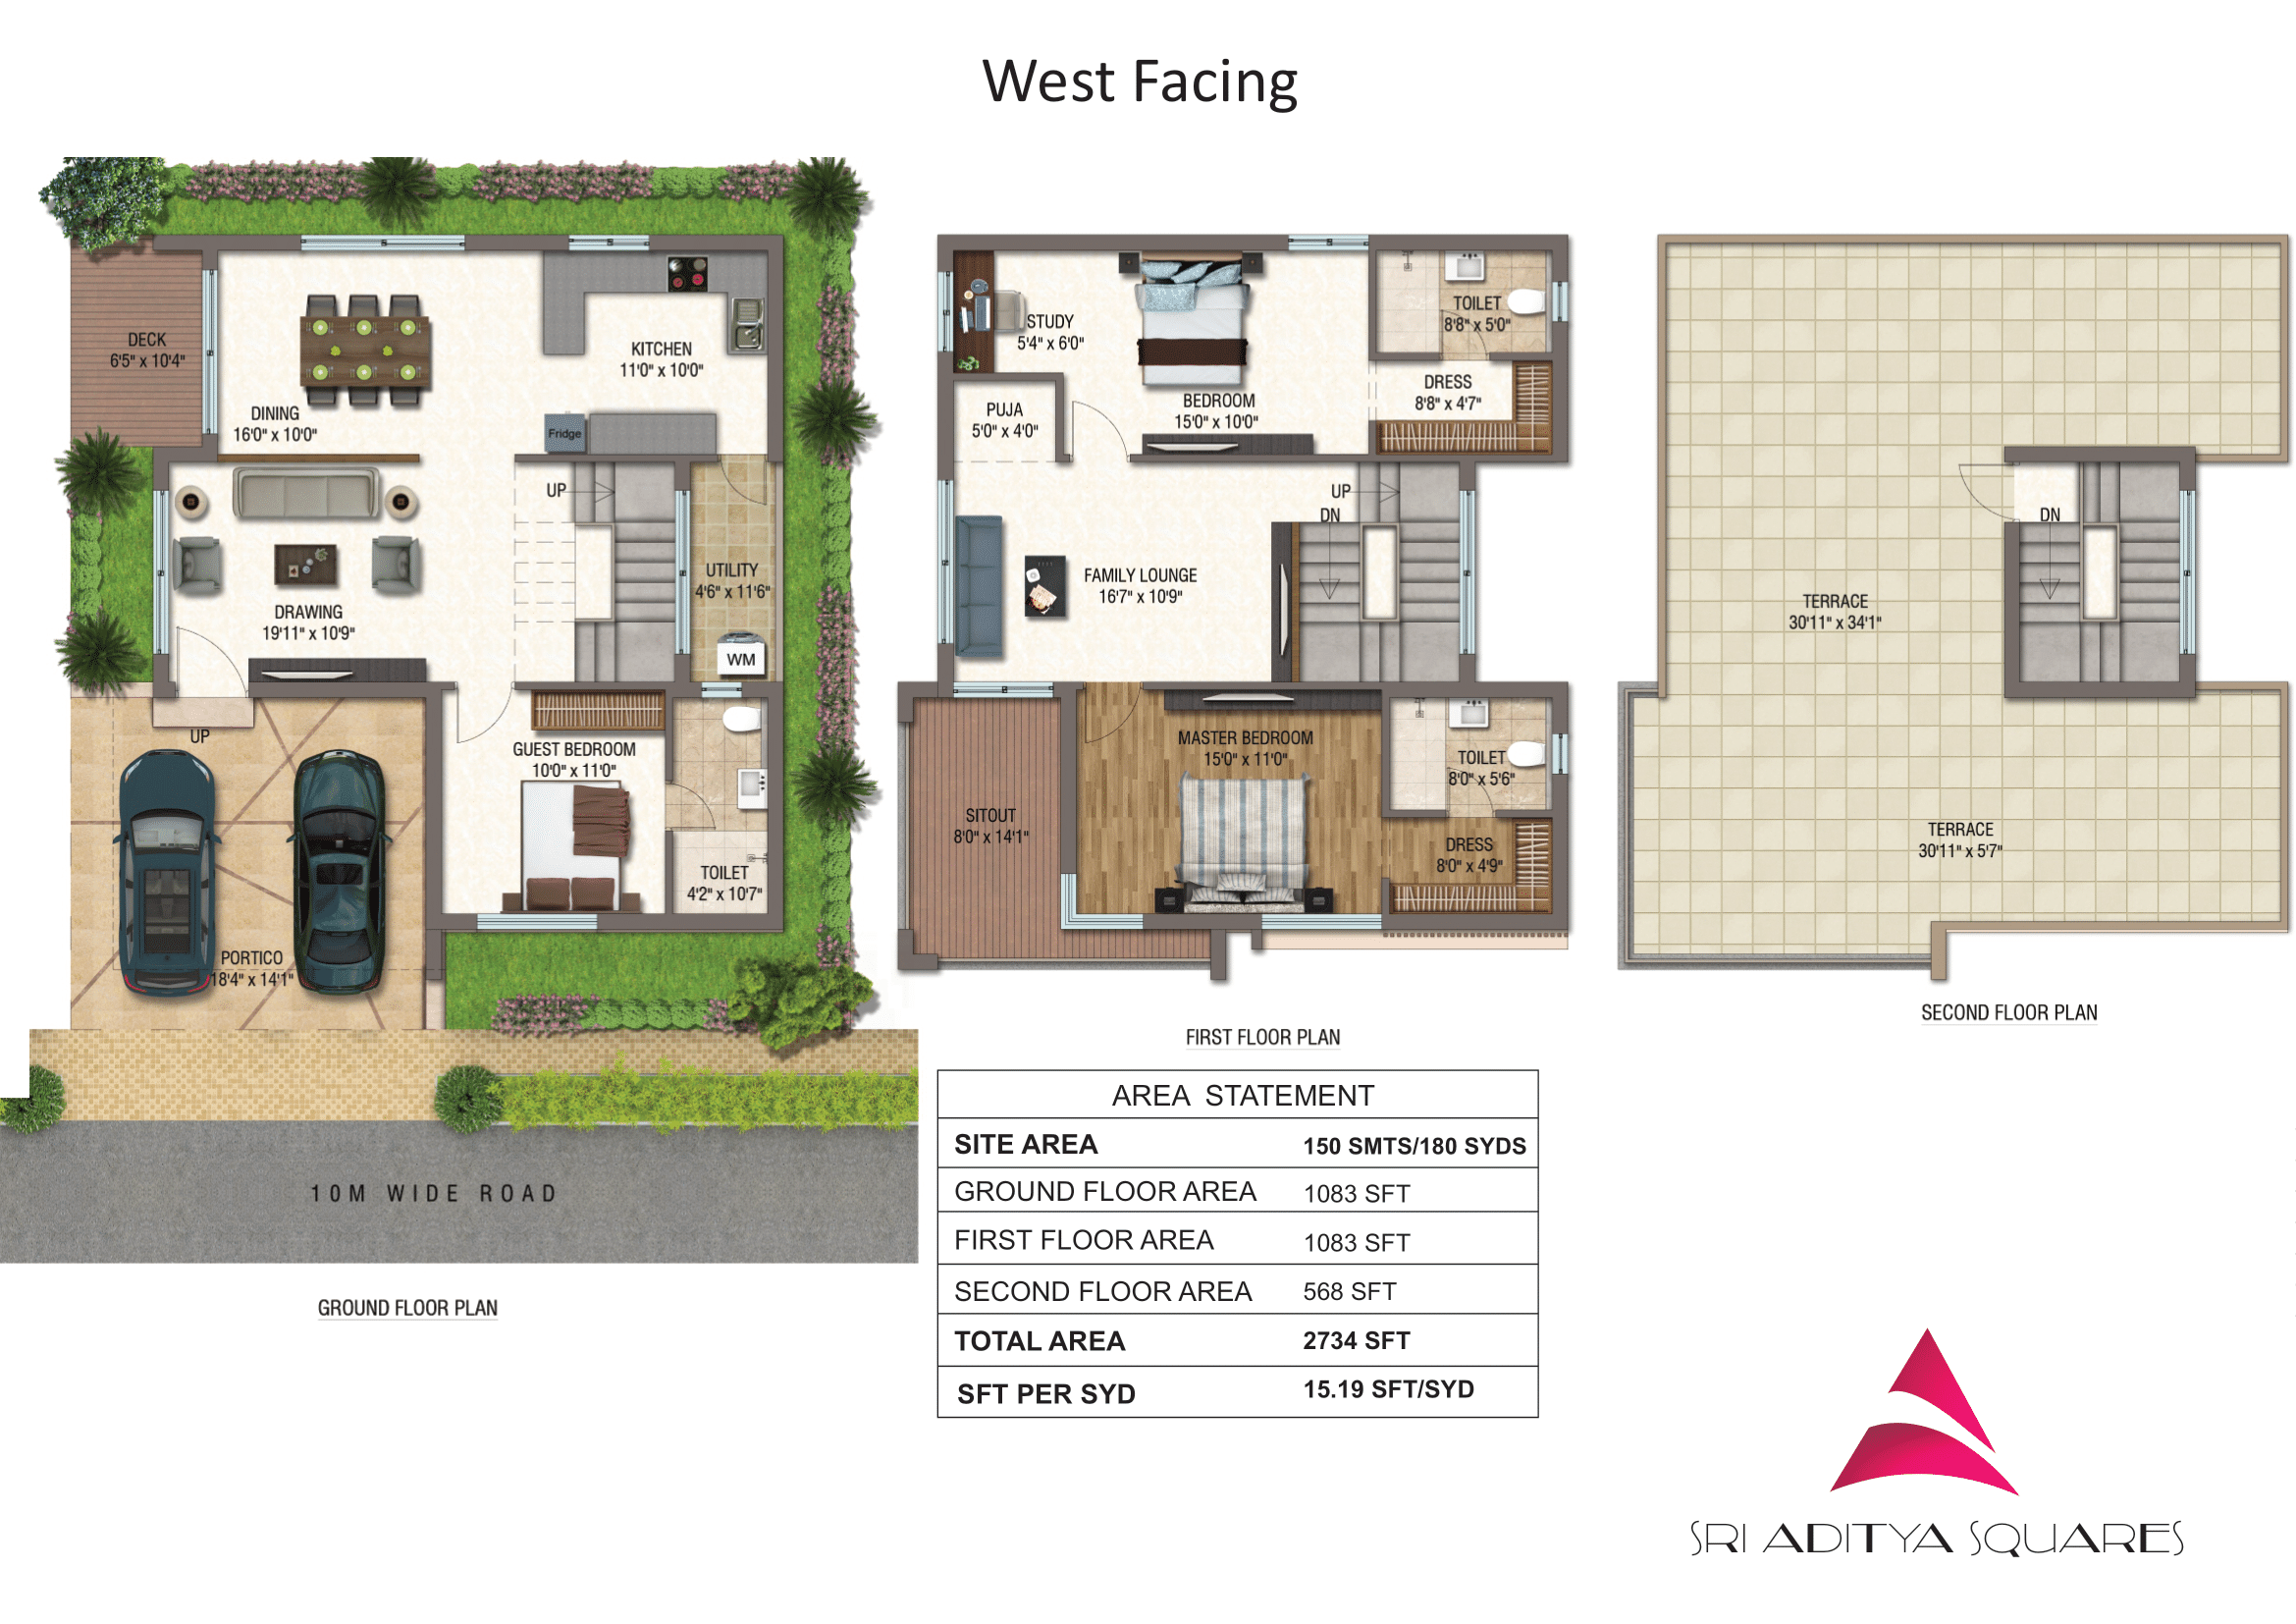 West Facing
DECK
6'5" x 10'4"
DINING
16'0" x 10'0"
KITCHEN
11'0" x 10'0"
Fridge
UP
DRAWING
19'11" x 10'9"
UTILITY
4'6" x 11'6"
WM
UP
GUEST BEDROOM
10'0" x 11'0"
TOILET
4'2" x 10'7"
PORTICO
18'4" x 14'1"
10M WIDE ROAD
GROUND FLOOR PLAN
STUDY
5'4" x 6'0"
BEDROOM
15'0" x 10'0"
TOILET
8'8" x 5'0"
DRESS
8'8" x 4'7"
PUJA
5'0" x 4'0"
UP
DN
FAMILY LOUNGE
16'7" x 10'9"
MASTER BEDROOM
15'0" x 11'0"
TOILET
8'0" x 5'6"
SITOUT
8'0" x 14'1"
DRESS
8'0" x 4'9"
FIRST FLOOR PLAN
DN
TERRACE
30'11" x 34'1"
TERRACE
30'11" x 5'7"
SECOND FLOOR PLAN
AREA STATEMENT
SITE AREA 150 SMTS/180 SYDS
GROUND FLOOR AREA 1083 SFT
FIRST FLOOR AREA 1083 SFT
SECOND FLOOR AREA 568 SFT
TOTAL AREA 2734 SFT
SFT PER SYD 15.19 SFT/SYD
SRI ADITYA SQUARES